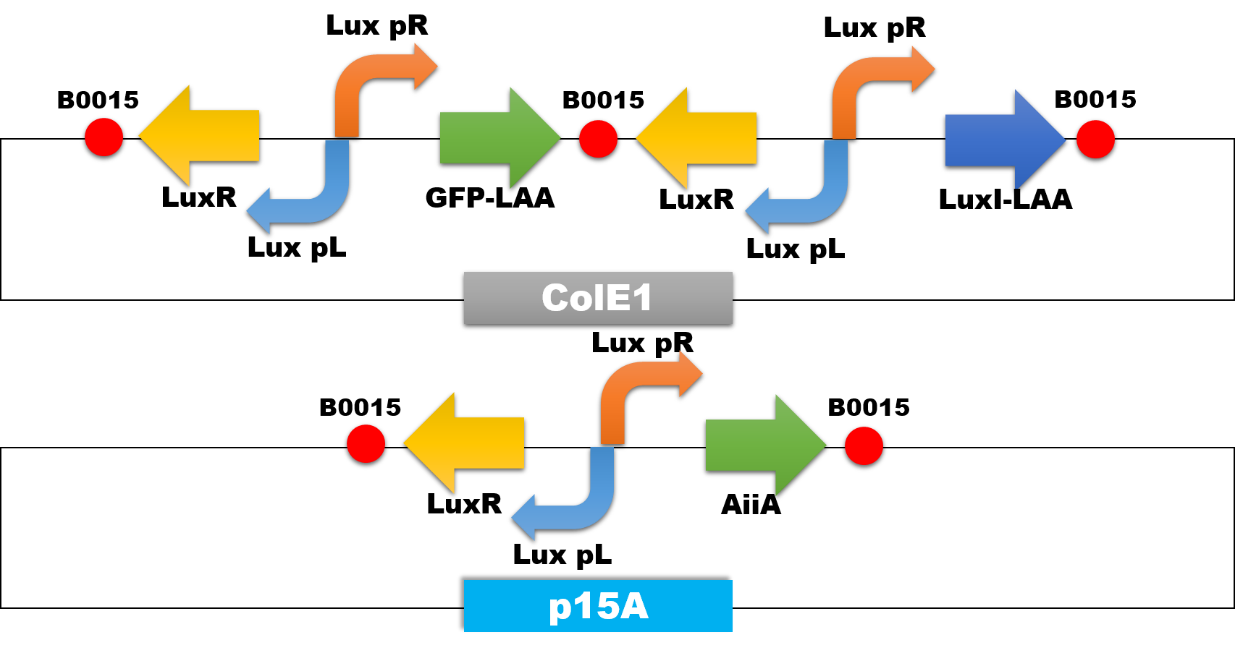 Lux pR
Lux pR
B0015
B0015
B0015
LuxR
GFP-LAA
LuxR
LuxI-LAA
Lux pL
Lux pL
ColE1
Lux pR
B0015
B0015
LuxR
AiiA
Lux pL
p15A